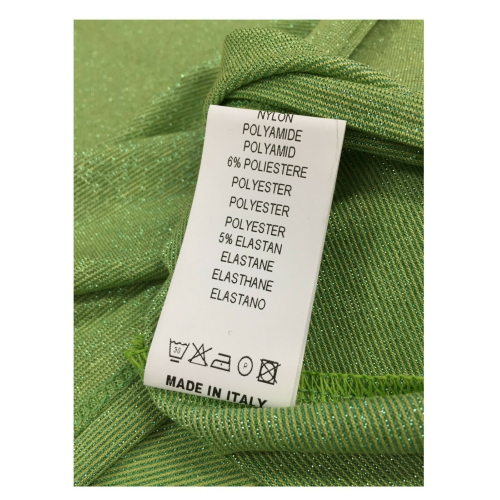 NYLON
POLYAMIDE
POLYAMID
6% POLIESTERE
POLYESTER
POLYESTER
POLYESTER
5% ELASTAN
ELASTANE
ELASTHANE
ELASTANO
MADE IN ITALY